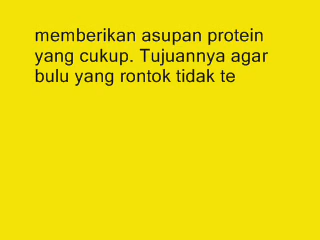 memberikan asupan protein
yang cukup. Tujuannya agar
bulu yang rontok tidak te